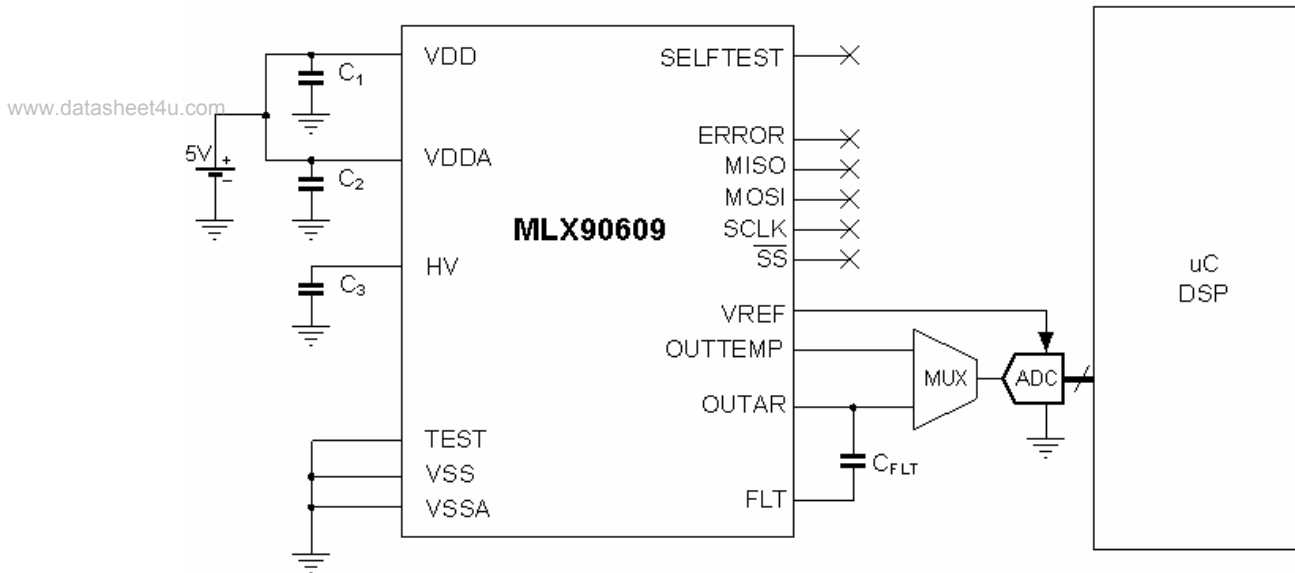 VDD
SELFTEST
C1
www.datasheet4u.com
ERROR
5V
+
VDDA
MISO
−
C2
MOSI
MLX90609
SCLK
SS
HV
uC
DSP
C3
VREF
OUTTEMP
MUX
ADC
OUTAR
TEST
CFLT
VSS
FLT
VSSA